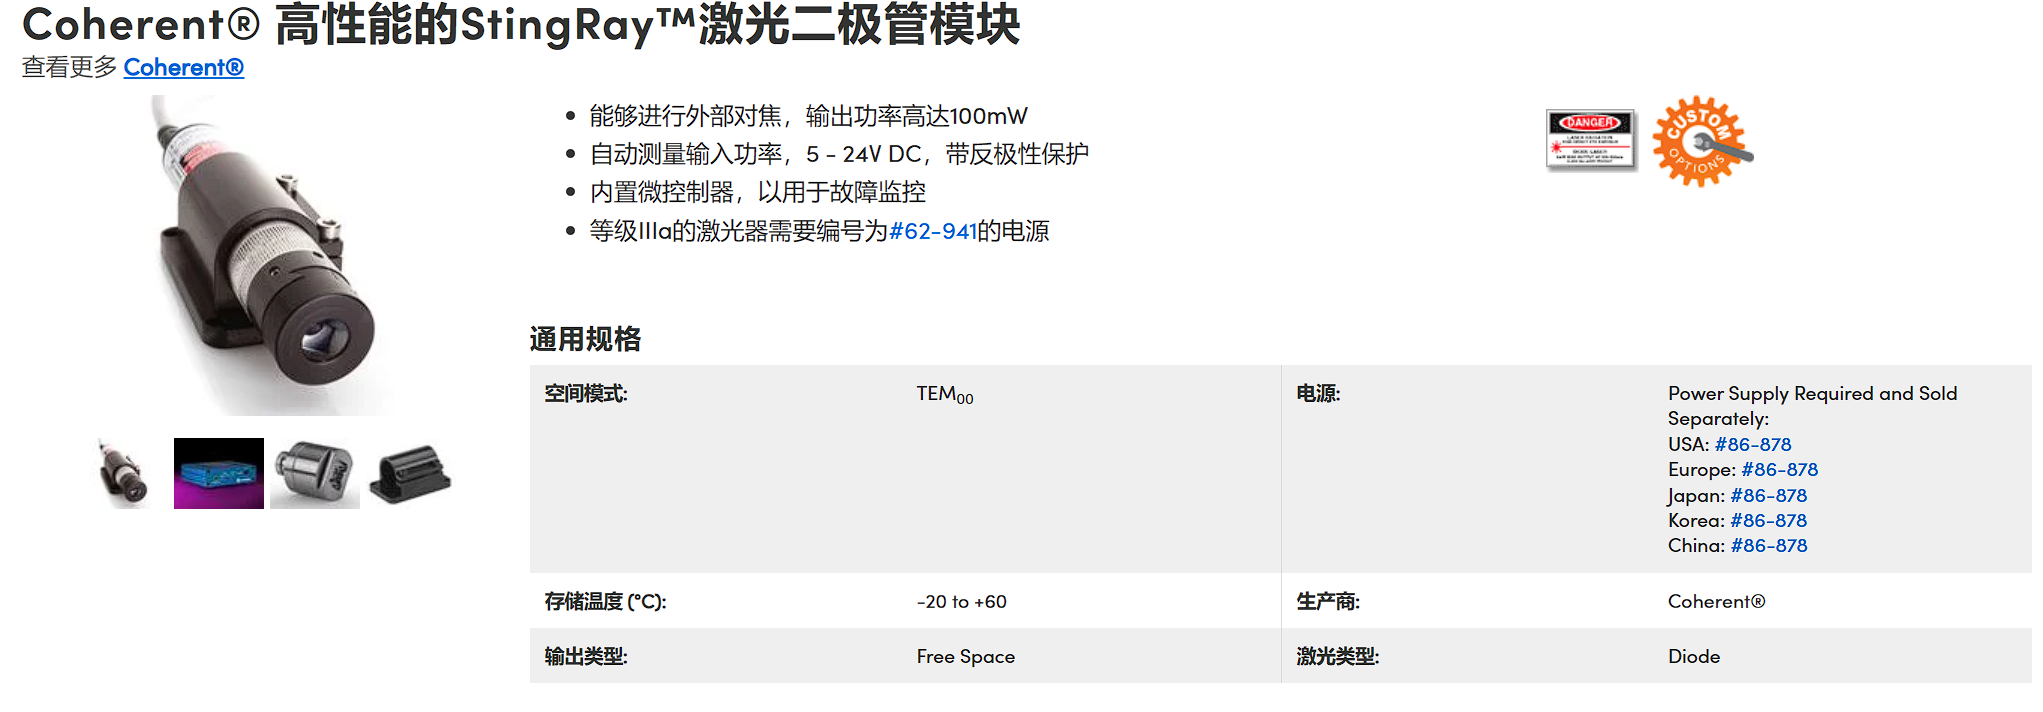 Coherent® 高性能的StingRay™激光二极管模块
查看更多 Coherent®
能够进行外部对焦，输出功率高达100mW
自动测量输入功率，5 - 24V DC，带反极性保护
内置微控制器，以用于故障监控
等级IIIa的激光器需要编号为#62-941的电源
DANGER
CUSTOM
OPTIONS
通用规格
空间模式: TEM00
电源: Power Supply Required and Sold
Separately:
USA: #86-878
Europe: #86-878
Japan: #86-878
Korea: #86-878
China: #86-878
存储温度 (°C): -20 to +60
生产商: Coherent®
输出类型: Free Space
激光类型: Diode